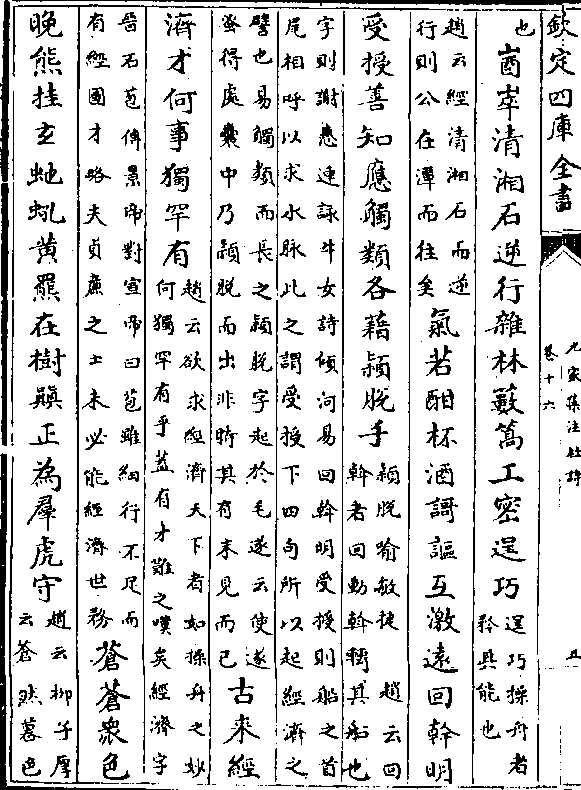 欽定四庫全書
九家集注杜詩
卷十六
五
也
崷崒清湘石逆行雜林藪篙工密逞巧
逞巧操舟者
矜其能也
趙云經清湘石而逆
行則公在潭而往矣
氣若酣杯酒謌謳互激遠回斡明
受授善知應觸類各藉穎脫手
穎脫喻敏捷 趙云回
斡者回動斡轉其船也
字則謝惠連詠牛女詩傾河易回斡明受授則船之首
尾相呼以求水脉此之謂受授下四句所以起經濟之
譬也易觸類而長之穎脫字起於毛遂云使遂
蚤得處囊中乃穎脫而出非特其有末見而已
古來經
濟才何事獨罕有
趙云欲求經濟天下者如操舟之妙
何獨罕有乎蓋有才難之嘆矣經濟字
晉石苞傳景帝對宣帝曰苞雖細行不足而
有經國才略夫貞廉之士未必能經濟世務
蒼蒼衆色
晚熊挂玄虵吼黄羆在樹顛正為羣虎守
趙云柳子厚
云蒼然暮色